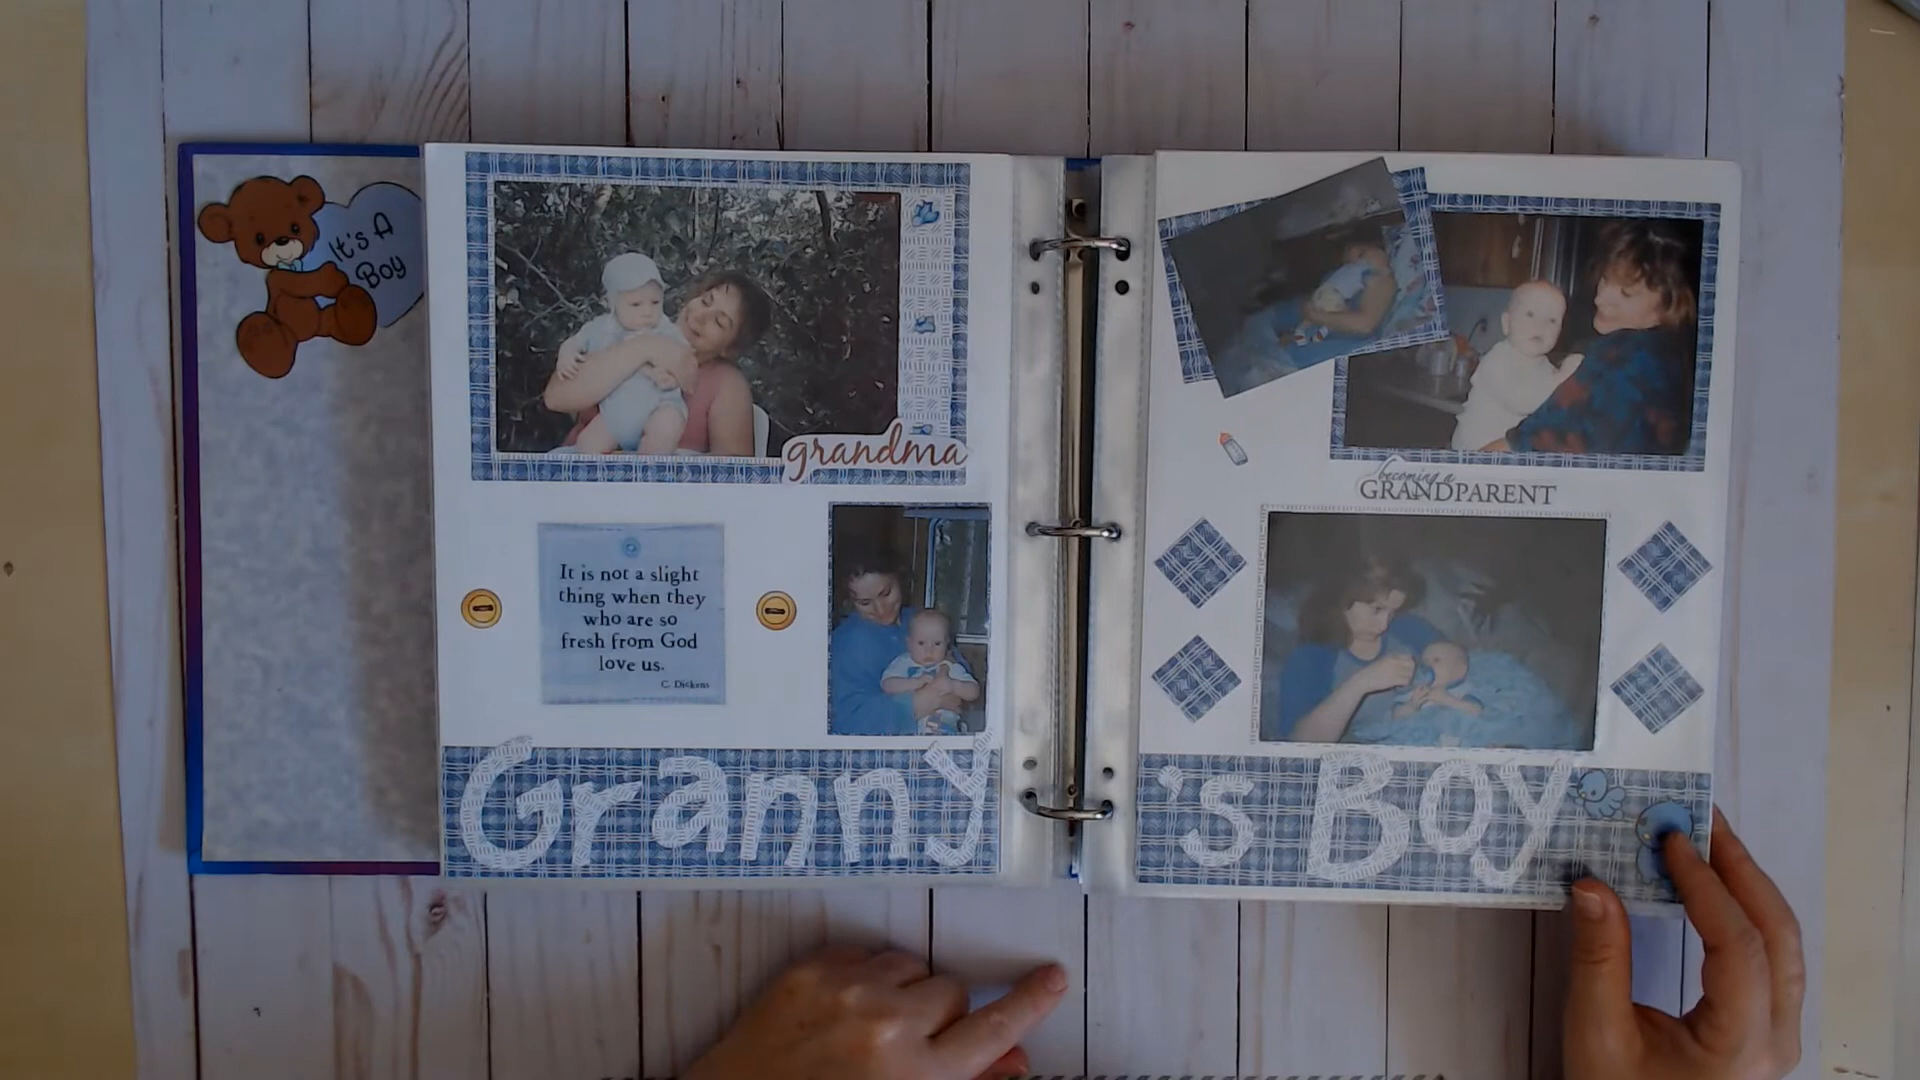 It's A
Boy
grandma
It is not a slight
thing when they
who are so
fresh from God
love us.
C. Dickens
becoming a
GRANDPARENT
Granny's Boy